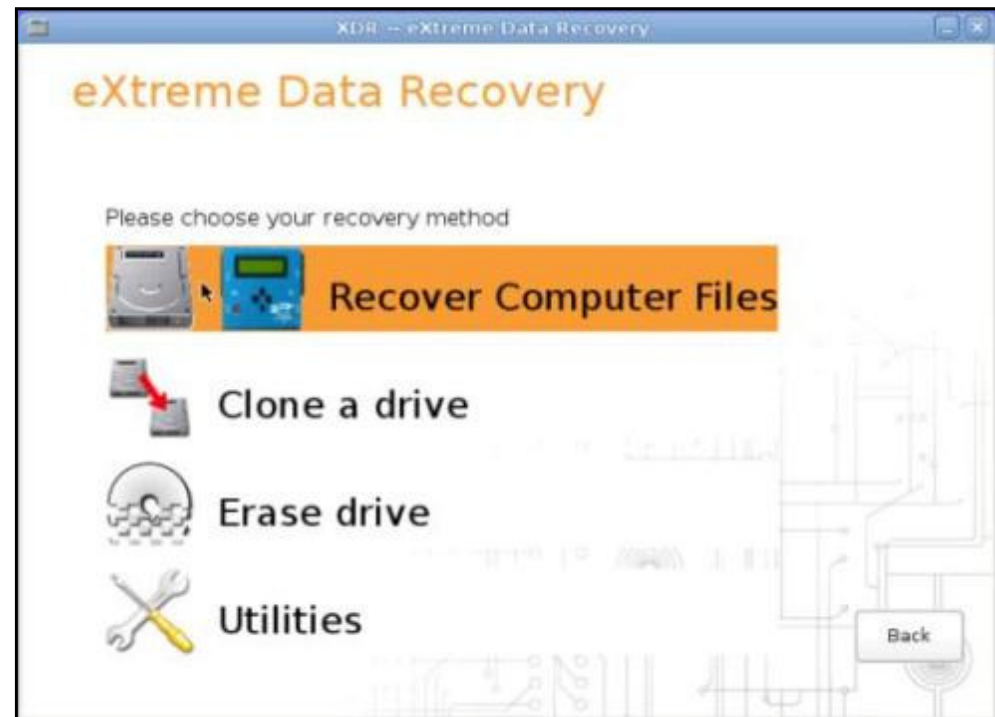 XDR -- eXtreme Data Recovery
eXtreme Data Recovery
Please choose your recovery method
Recover Computer Files
Clone a drive
Erase drive
Utilities
Back